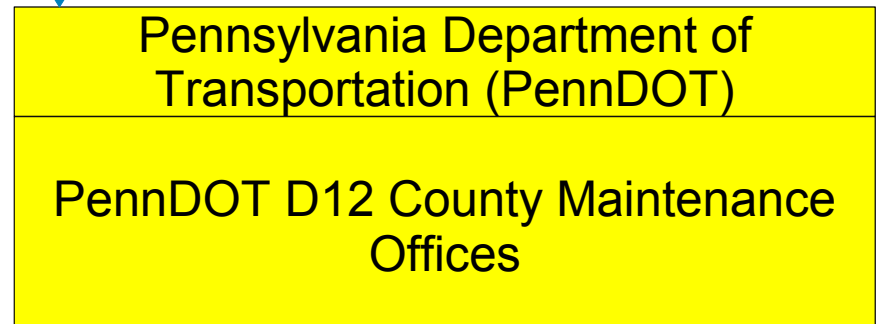 Pennsylvania Department of
Transportation (PennDOT)
PennDOT D12 County Maintenance
Offices